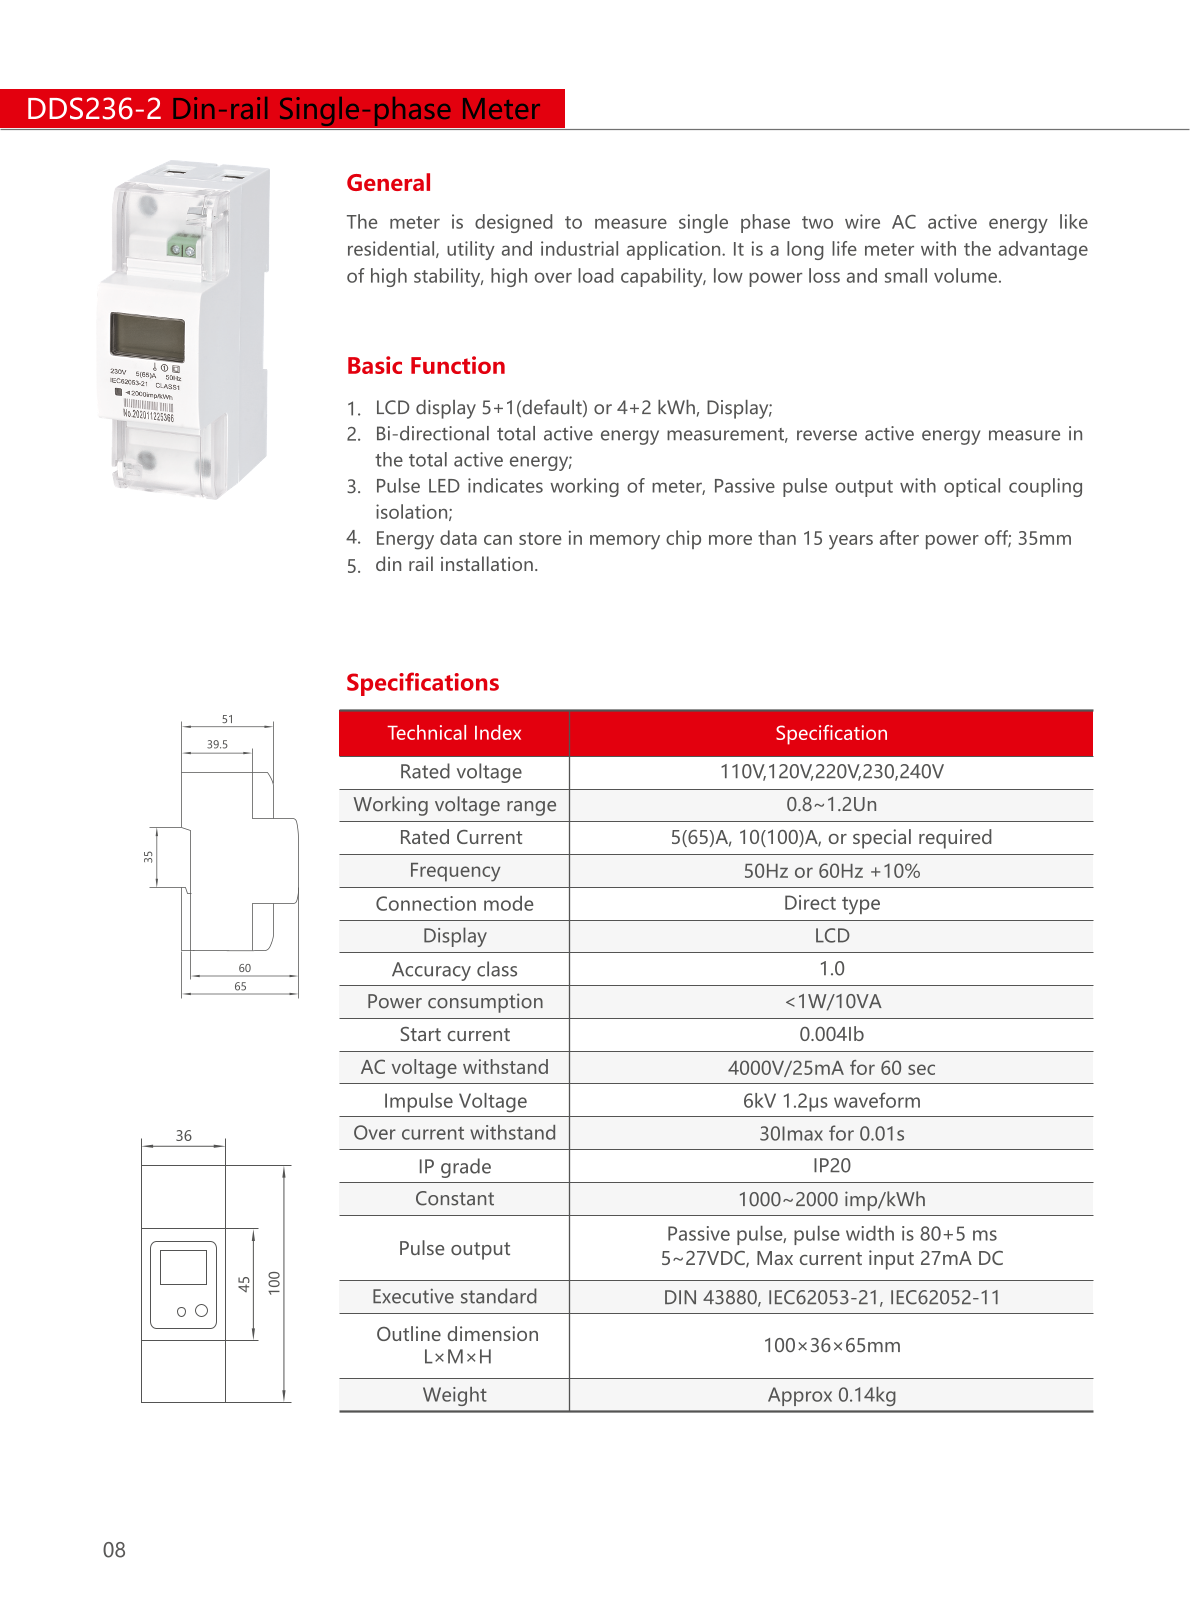 DDS236-2 Din-rail Single-phase Meter
General
The meter is designed to measure single phase two wire AC active energy like
residential, utility and industrial application. It is a long life meter with the advantage
of high stability, high over load capability, low power loss and small volume.
230V 5(65)A 50Hz
IEC62053-21 CLASS1
2000imp/kWh
No.202011225366
Basic Function
1. LCD display 5+1(default) or 4+2 kWh, Display;
2. Bi-directional total active energy measurement, reverse active energy measure in
the total active energy;
3. Pulse LED indicates working of meter, Passive pulse output with optical coupling
isolation;
4. Energy data can store in memory chip more than 15 years after power off; 35mm
5. din rail installation.
Specifications
Technical Index Specification
Rated voltage 110V,120V,220V,230,240V
Working voltage range 0.8~1.2Un
Rated Current 5(65)A, 10(100)A, or special required
Frequency 50Hz or 60Hz +10%
Connection mode Direct type
Display LCD
Accuracy class 1.0
Power consumption <1W/10VA
Start current 0.004Ib
AC voltage withstand 4000V/25mA for 60 sec
Impulse Voltage 6kV 1.2µs waveform
Over current withstand 30Imax for 0.01s
IP grade IP20
Constant 1000~2000 imp/kWh
Pulse output Passive pulse, pulse width is 80+5 ms
5~27VDC, Max current input 27mA DC
Executive standard DIN 43880, IEC62053-21, IEC62052-11
Outline dimension
L×M×H 100×36×65mm
Weight Approx 0.14kg
51
39.5
35
60
65
36
45
100
08